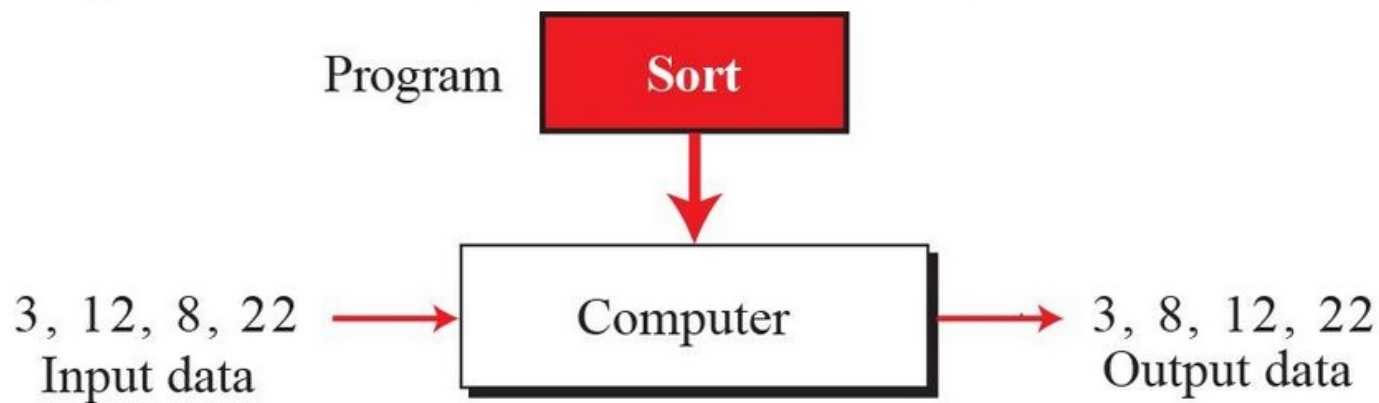 Program
Sort
3, 12, 8, 22
Input data
Computer
3, 8, 12, 22
Output data